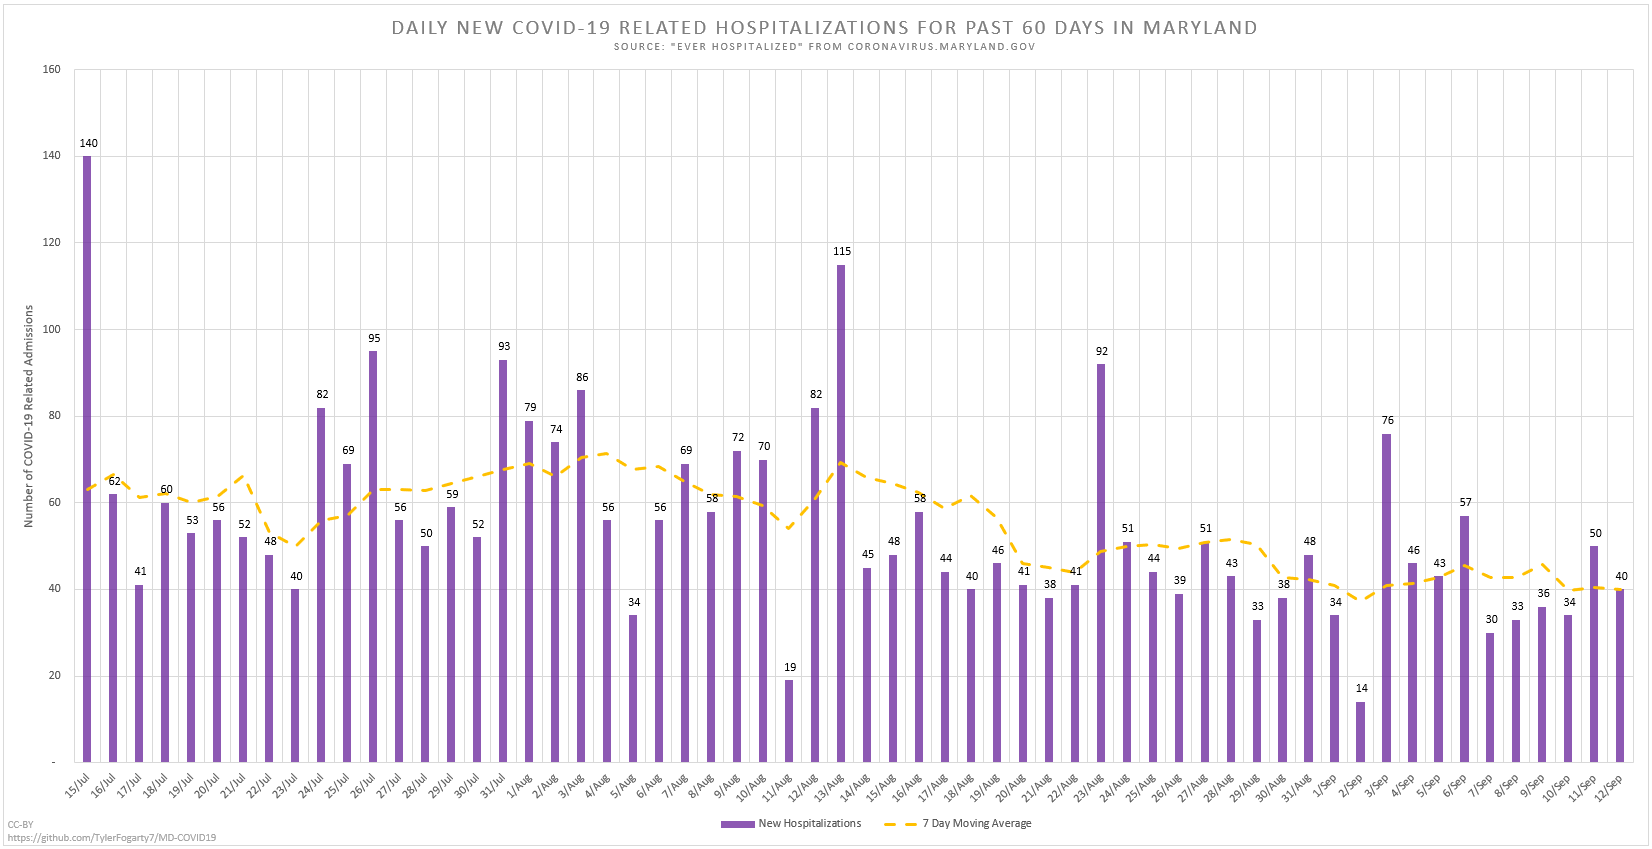 DAILY NEW COVID-19 RELATED HOSPITALIZATIONS FOR PAST 60 DAYS IN MARYLAND
SOURCE: "EVER HOSPITALIZED" FROM CORONAVIRUS.MARYLAND.GOV
Number of COVID-19 Related Admissions
160
140
120
100
80
60
40
20
-
140
62
41
60
53
56
52
48
40
82
69
95
56
50
59
52
93
79
74
86
56
34
56
69
58
72
70
19
82
115
45
48
58
44
40
46
41
38
41
92
51
44
39
51
43
33
38
48
34
14
76
46
43
57
30
33
36
34
50
40
15/Jul
16/Jul
17/Jul
18/Jul
19/Jul
20/Jul
21/Jul
22/Jul
23/Jul
24/Jul
25/Jul
26/Jul
27/Jul
28/Jul
29/Jul
30/Jul
31/Jul
1/Aug
2/Aug
3/Aug
4/Aug
5/Aug
6/Aug
7/Aug
8/Aug
9/Aug
10/Aug
11/Aug
12/Aug
13/Aug
14/Aug
15/Aug
16/Aug
17/Aug
18/Aug
19/Aug
20/Aug
21/Aug
22/Aug
23/Aug
24/Aug
25/Aug
26/Aug
27/Aug
28/Aug
29/Aug
30/Aug
31/Aug
1/Sep
2/Sep
3/Sep
4/Sep
5/Sep
6/Sep
7/Sep
8/Sep
9/Sep
10/Sep
11/Sep
12/Sep
New Hospitalizations
7 Day Moving Average
CC-BY
https://github.com/TylerFogarty7/MD-COVID19